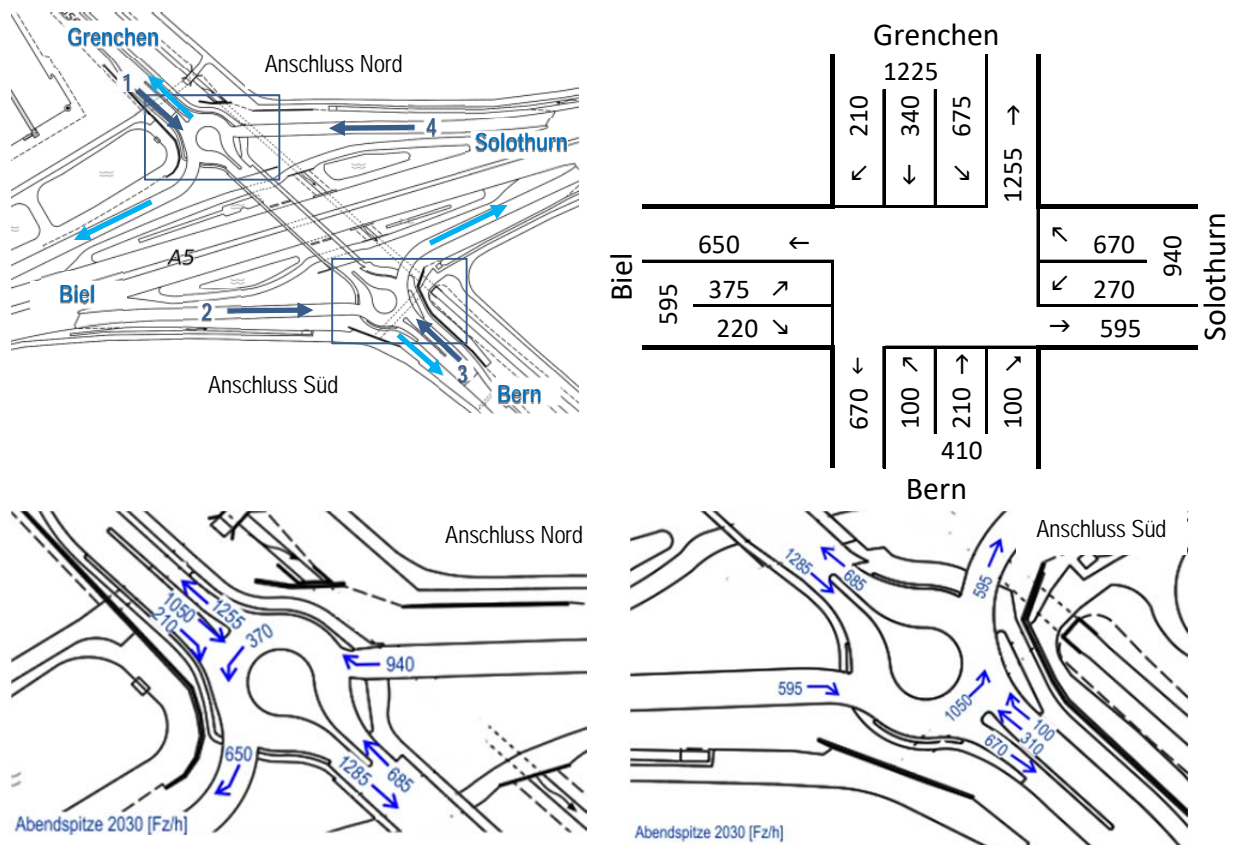 Grenchen
Anschluss Nord
1
4
Solothurn
A5
Biel
2
3
Anschluss Süd
Bern
Grenchen
1225
210 ↙
340 ↓
675 ↙
1255 →
650 ←
Biel
595
375 ↗
220 ↘
↖ 670
940
↙ 270
→ 595
Solothurn
670 ↓
100 ↖
210 ↑
100 ↗
410
Bern
Anschluss Nord
1255
1050
210
370
940
650
685
1285
Abendspitze 2030 [Fz/h]
Anschluss Süd
1285
685
595
595
1050
100
310
670
Abendspitze 2030 [Fz/h]